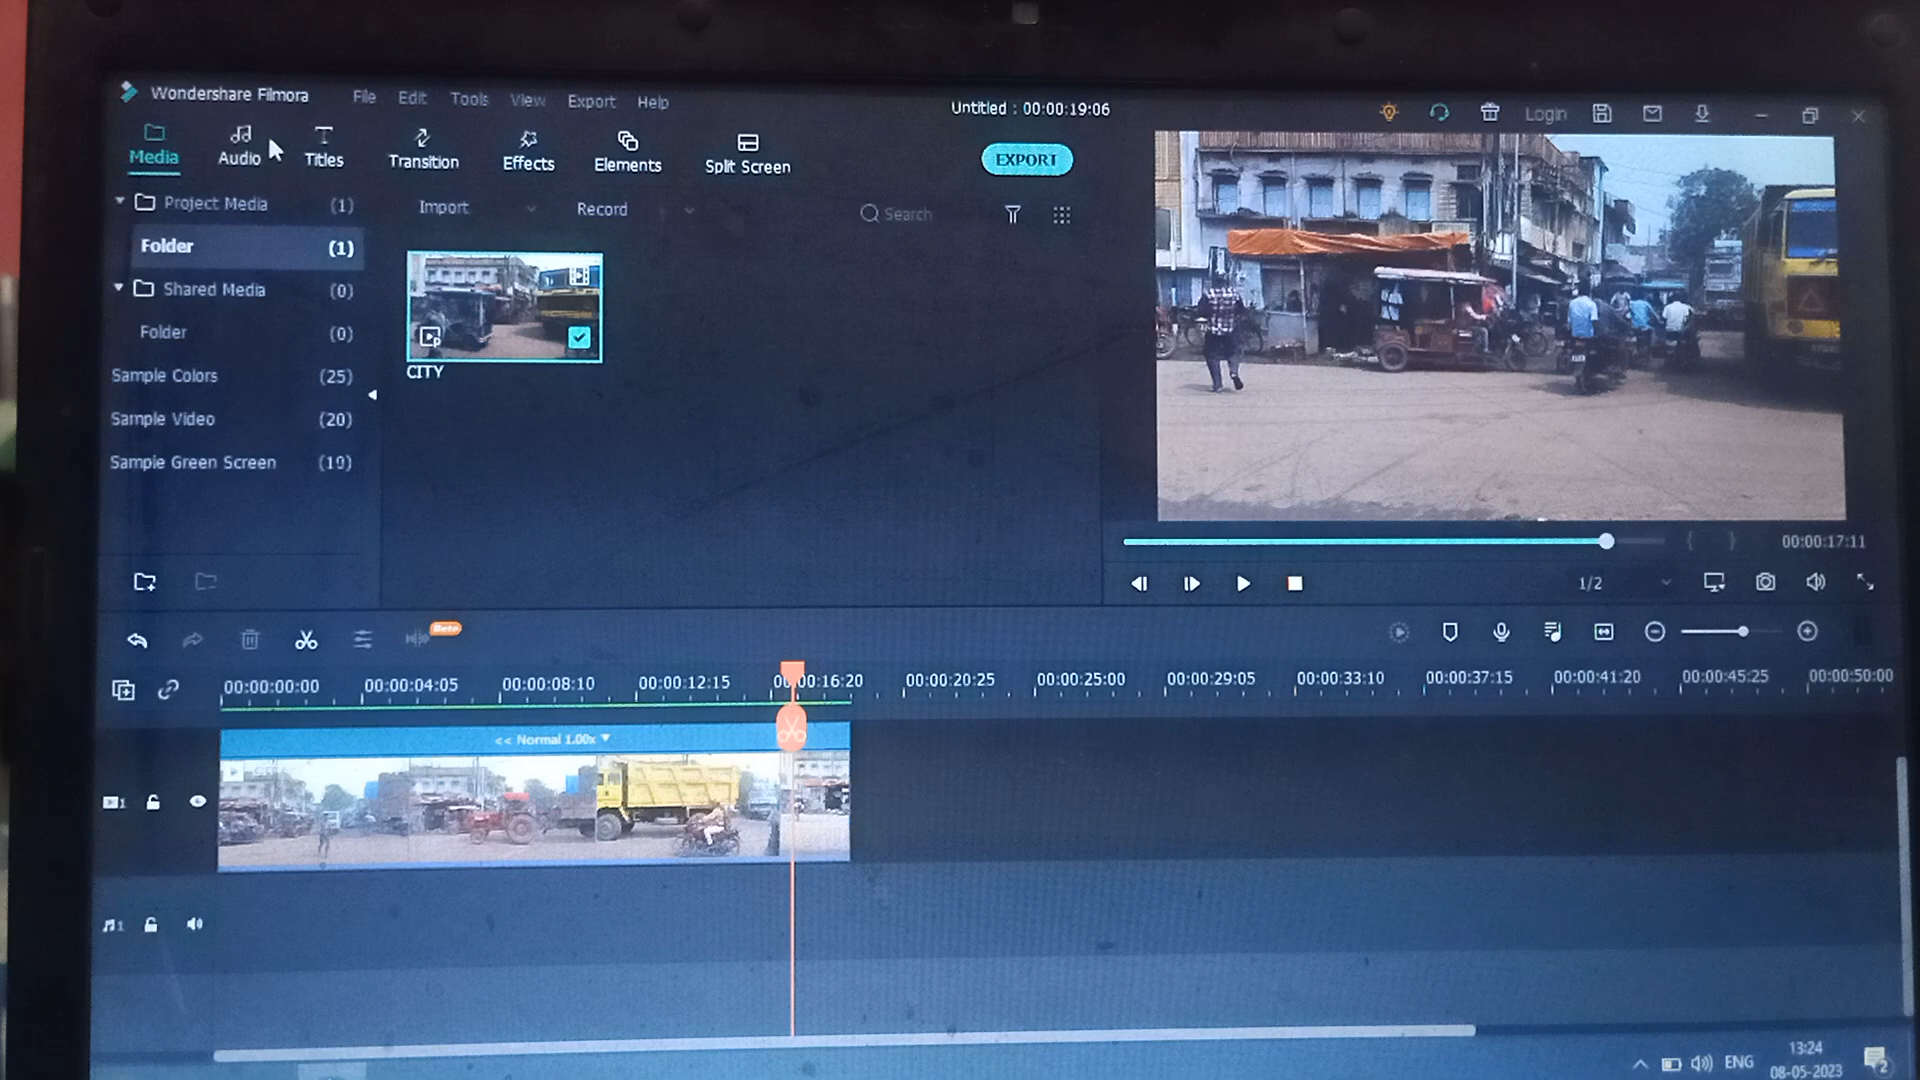 Wondershare Filmora File Edit Tools View Export Help
Untitled : 00:00:19:06
Login
Media Audio Titles Transition Effects Elements Split Screen
EXPORT
Project Media (1)
Import Record Search
Folder (1)
Shared Media (0)
Folder (0)
CITY
Sample Colors (25)
Sample Video (20)
Sample Green Screen (19)
00:00:17:11
1/2
Beta
00:00:00:00 00:00:04:05 00:00:08:10 00:00:12:15 00:00:16:20 00:00:20:25 00:00:25:00 00:00:29:05 00:00:33:10 00:00:37:15 00:00:41:20 00:00:45:25 00:00:50:00
<< Normal 1.00x
1
1
ENG
13:24
08-05-2023
2